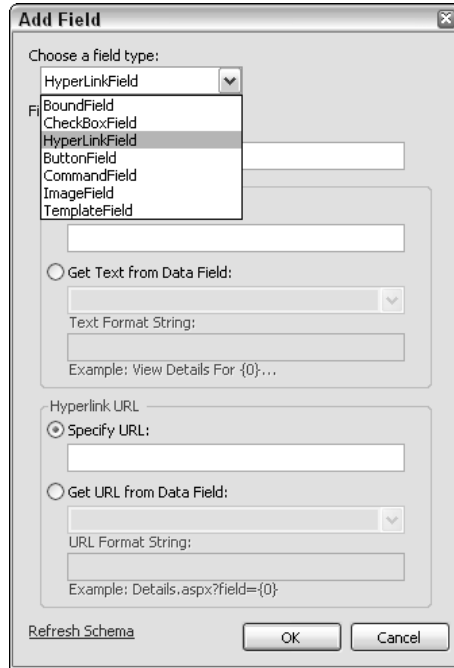 Add Field
Choose a field type:
HyperLinkField
Fi
BoundField
CheckBoxField
HyperLinkField
ButtonField
CommandField
ImageField
TemplateField
Get Text from Data Field:
Text Format String:
Example: View Details For {0}...
Hyperlink URL
Specify URL:
Get URL from Data Field:
URL Format String:
Example: Details.aspx?field={0}
Refresh Schema
OK
Cancel